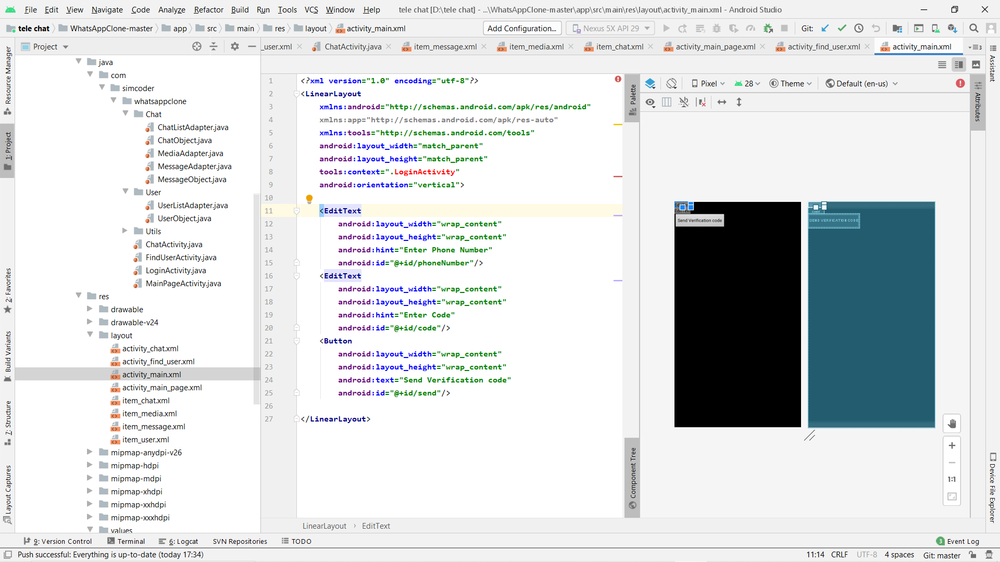 File Edit View Navigate Code Analyze Refactor Build Run Tools VCS Window Help tele chat [D:\tele chat] - ...\WhatsAppClone-master\app\src\main\res\layout\activity_main.xml - Android Studio
tele chat WhatsAppClone-master app src main res layout activity_main.xml Add Configuration... Nexus 5X API 29 Git:
Project
_user.xml ChatActivity.java item_message.xml item_media.xml item_chat.xml activity_main_page.xml activity_find_user.xml activity_main.xml 3
Resource Manager
1: Project
2: Favorites
Build Variants
7: Structure
Layout Captures
java
com
simcoder
whatsappclone
Chat
ChatListAdapter.java
ChatObject.java
MediaAdapter.java
MessageAdapter.java
MessageObject.java
User
UserListAdapter.java
UserObject.java
Utils
ChatActivity.java
FindUserActivity.java
LoginActivity.java
MainPageActivity.java
res
drawable
drawable-v24
layout
activity_chat.xml
activity_find_user.xml
activity_main.xml
activity_main_page.xml
item_chat.xml
item_media.xml
item_message.xml
item_user.xml
mipmap-anydpi-v26
mipmap-hdpi
mipmap-mdpi
mipmap-xhdpi
mipmap-xxhdpi
mipmap-xxxhdpi
values
1 <?xml version="1.0" encoding="utf-8"?>
2 <LinearLayout
3 xmlns:android="http://schemas.android.com/apk/res/android"
4 xmlns:app="http://schemas.android.com/apk/res-auto"
5 xmlns:tools="http://schemas.android.com/tools"
6 android:layout_width="match_parent"
7 android:layout_height="match_parent"
8 tools:context=".LoginActivity"
9 android:orientation="vertical">
10
11 <EditText
12 android:layout_width="wrap_content"
13 android:layout_height="wrap_content"
14 android:hint="Enter Phone Number"
15 android:id="@+id/phoneNumber"/>
16 <EditText
17 android:layout_width="wrap_content"
18 android:layout_height="wrap_content"
19 android:hint="Enter Code"
20 android:id="@+id/code"/>
21 <Button
22 android:layout_width="wrap_content"
23 android:layout_height="wrap_content"
24 android:text="Send Verification code"
25 android:id="@+id/send"/>
26
27 </LinearLayout>
LinearLayout EditText
Palette
Component Tree
Pixel 28 Theme Default (en-us)
EditText
Send Verification code
code
SEND VERIFICATION CODE
1:1
Assistant
Attributes
Device File Explorer
9: Version Control Terminal 6: Logcat SVN Repositories TODO 3 Event Log
Push successful: Everything is up-to-date (today 17:34) 11:14 CRLF UTF-8 4 spaces Git: master